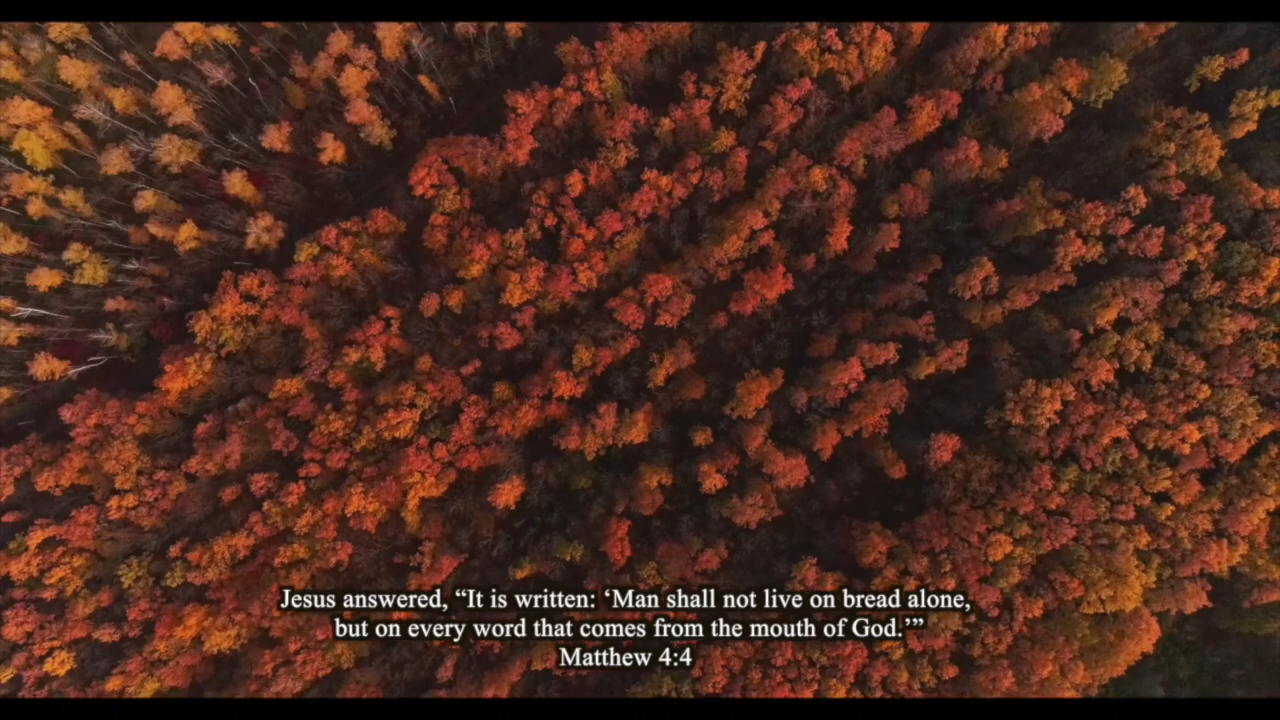 Jesus answered, “It is written: ‘Man shall not live on bread alone,
but on every word that comes from the mouth of God.’”
Matthew 4:4